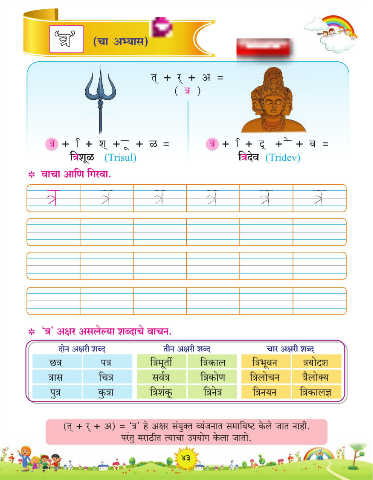 त्र (चा अभ्यास)
त् + र् + अ =
( त्र )
त्र + ि + श् + ू + ळ =
त्रिशूळ (Trisul)
त्र + ि + द् + े + व =
त्रिदेव (Tridev)
❉ वाचा आणि गिरवा.
त्र त्र त्र त्र त्र त्र
❉ 'त्र' अक्षर असलेल्या शब्दाचे वाचन.
दोन अक्षरी शब्द तीन अक्षरी शब्द चार अक्षरी शब्द
छत्र पत्र त्रिमूर्ती त्रिकाल त्रिभूवन त्रयोदश
त्रास चित्र सर्वत्र त्रिकोण त्रिलोचन त्रैलोक्य
पुत्र कुत्रा त्रिशंकू त्रिनेत्र त्रिनयन त्रिकालज्ञ
(त् + र् + अ) = 'त्र' हे अक्षर संयुक्त व्यंजनात समाविष्ट केले जात नाही.
परंतु मराठीत त्याचा उपयोग केला जातो.
४३